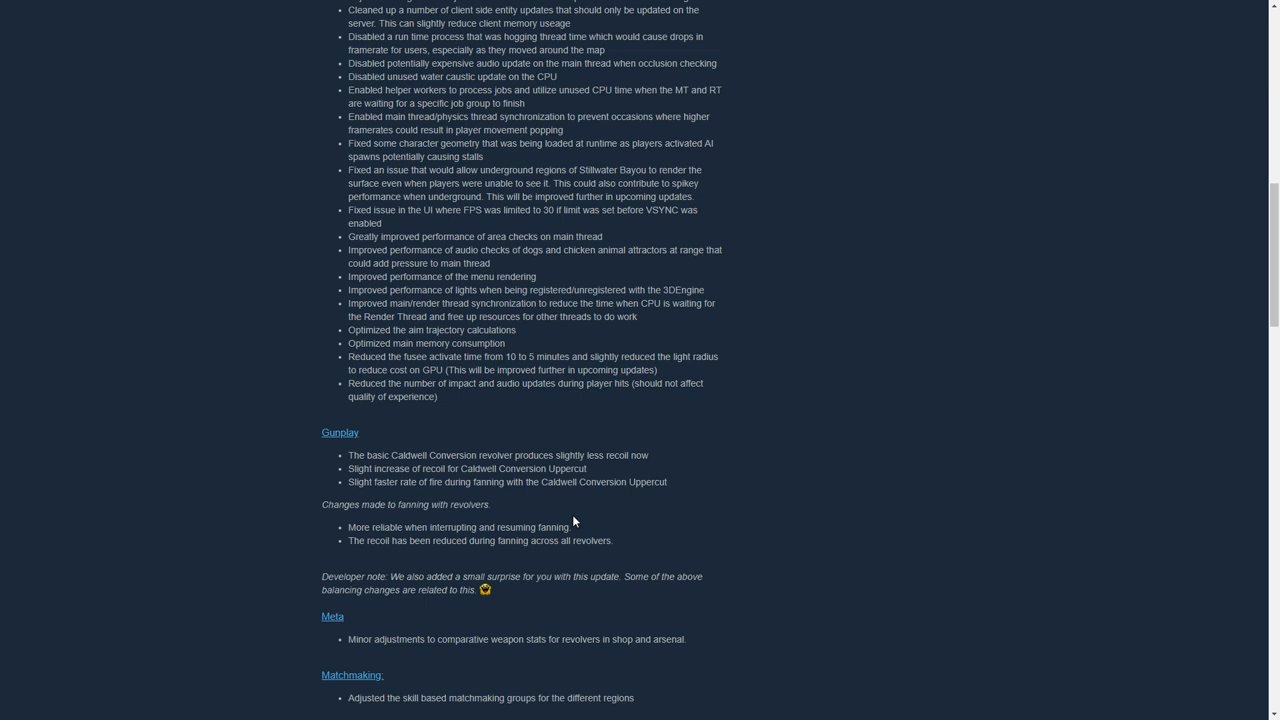 Cleaned up a number of client side entity updates that should only be updated on the
server. This can slightly reduce client memory useage
Disabled a run time process that was hogging thread time which would cause drops in
framerate for users, especially as they moved around the map
Disabled potentially expensive audio update on the main thread when occlusion checking
Disabled unused water caustic update on the CPU
Enabled helper workers to process jobs and utilize unused CPU time when the MT and RT
are waiting for a specific job group to finish
Enabled main thread/physics thread synchronization to prevent occasions where higher
framerates could result in player movement popping
Fixed some character geometry that was being loaded at runtime as players activated AI
spawns potentially causing stalls
Fixed an issue that would allow underground regions of Stillwater Bayou to render the
surface even when players were unable to see it. This could also contribute to spikey
performance when underground. This will be improved further in upcoming updates.
Fixed issue in the UI where FPS was limited to 30 if limit was set before VSYNC was
enabled
Greatly improved performance of area checks on main thread
Improved performance of audio checks of dogs and chicken animal attractors at range that
could add pressure to main thread
Improved performance of the menu rendering
Improved performance of lights when being registered/unregistered with the 3DEngine
Improved main/render thread synchronization to reduce the time when CPU is waiting for
the Render Thread and free up resources for other threads to do work
Optimized the aim trajectory calculations
Optimized main memory consumption
Reduced the fusee activate time from 10 to 5 minutes and slightly reduced the light radius
to reduce cost on GPU (This will be improved further in upcoming updates)
Reduced the number of impact and audio updates during player hits (should not affect
quality of experience)
Gunplay
The basic Caldwell Conversion revolver produces slightly less recoil now
Slight increase of recoil for Caldwell Conversion Uppercut
Slight faster rate of fire during fanning with the Caldwell Conversion Uppercut
Changes made to fanning with revolvers.
More reliable when interrupting and resuming fanning.
The recoil has been reduced during fanning across all revolvers.
Developer note: We also added a small surprise for you with this update. Some of the above
balancing changes are related to this.
Meta
Minor adjustments to comparative weapon stats for revolvers in shop and arsenal.
Matchmaking:
Adjusted the skill based matchmaking groups for the different regions